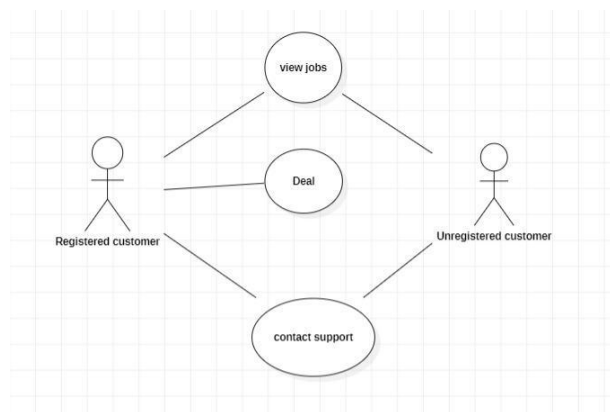 view jobs
Deal
Registered customer
Unregistered customer
contact support